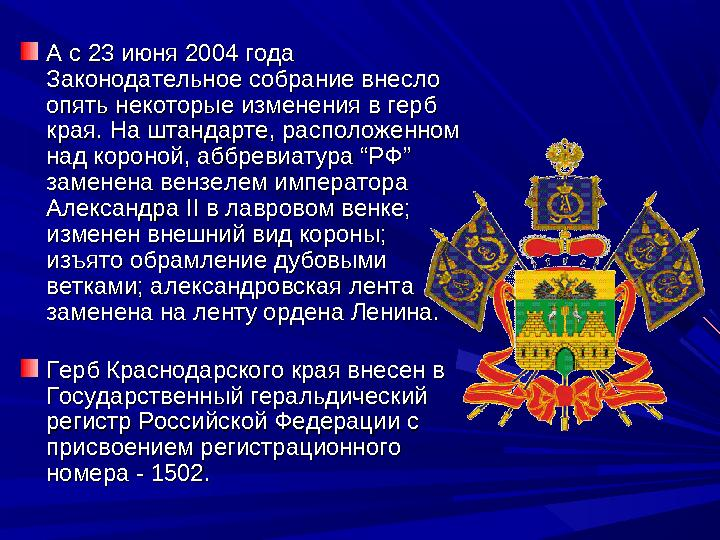 А с 23 июня 2004 года
Законодательное собрание внесло
опять некоторые изменения в герб
края. На штандарте, расположенном
над короной, аббревиатура “РФ”
заменена вензелем императора
Александра II в лавровом венке;
изменен внешний вид короны;
изъято обрамление дубовыми
ветками; александровская лента
заменена на ленту ордена Ленина.
Герб Краснодарского края внесен в
Государственный геральдический
регистр Российской Федерации с
присвоением регистрационного
номера - 1502.